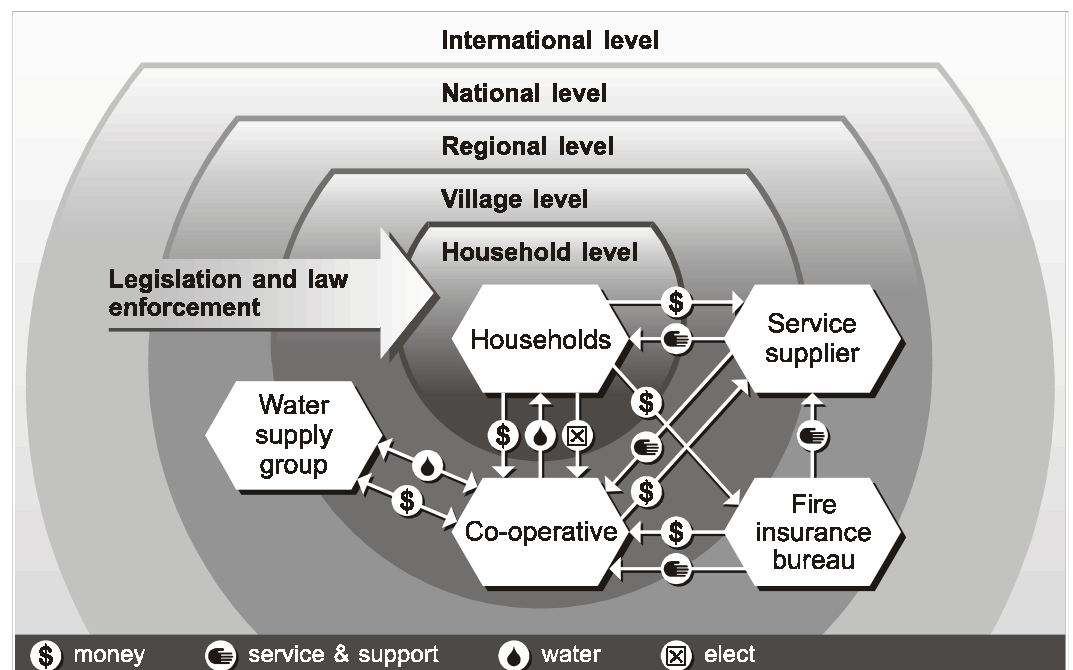 International level
National level
Regional level
Village level
Household level
Legislation and law
enforcement
Households
Service
supplier
$
$
Water
supply
group
$
$
$
Co-operative
$
Fire
insurance
bureau
$ money
service & support
water
elect